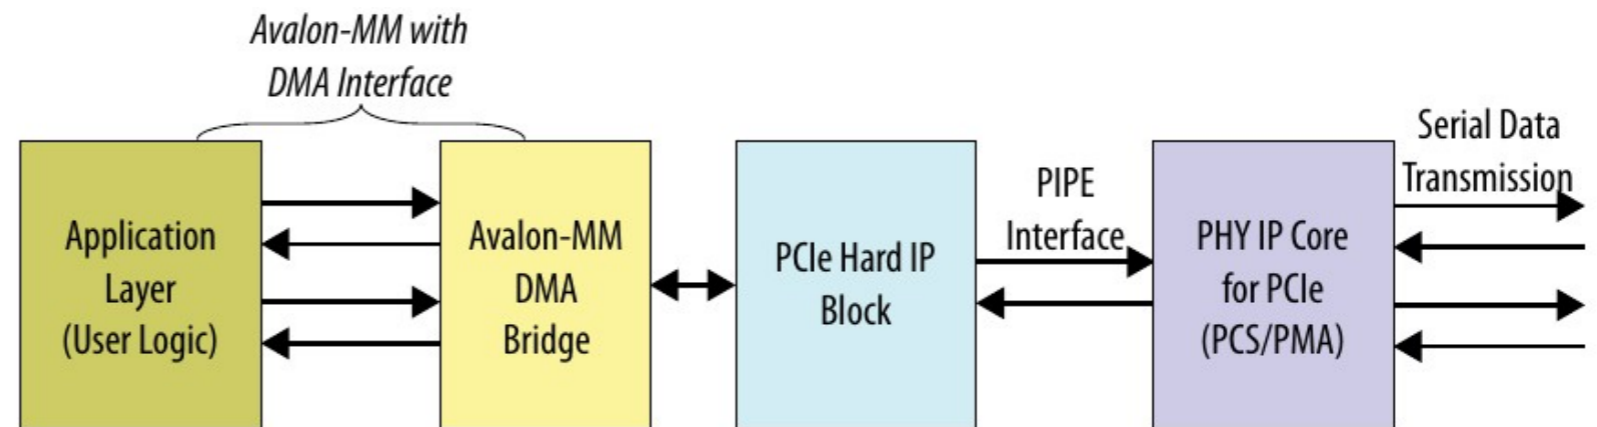 Avalon-MM with
DMA Interface
Application
Layer
(User Logic)
Avalon-MM
DMA
Bridge
PCIe Hard IP
Block
PIPE
Interface
PHY IP Core
for PCIe
(PCS/PMA)
Serial Data
Transmission